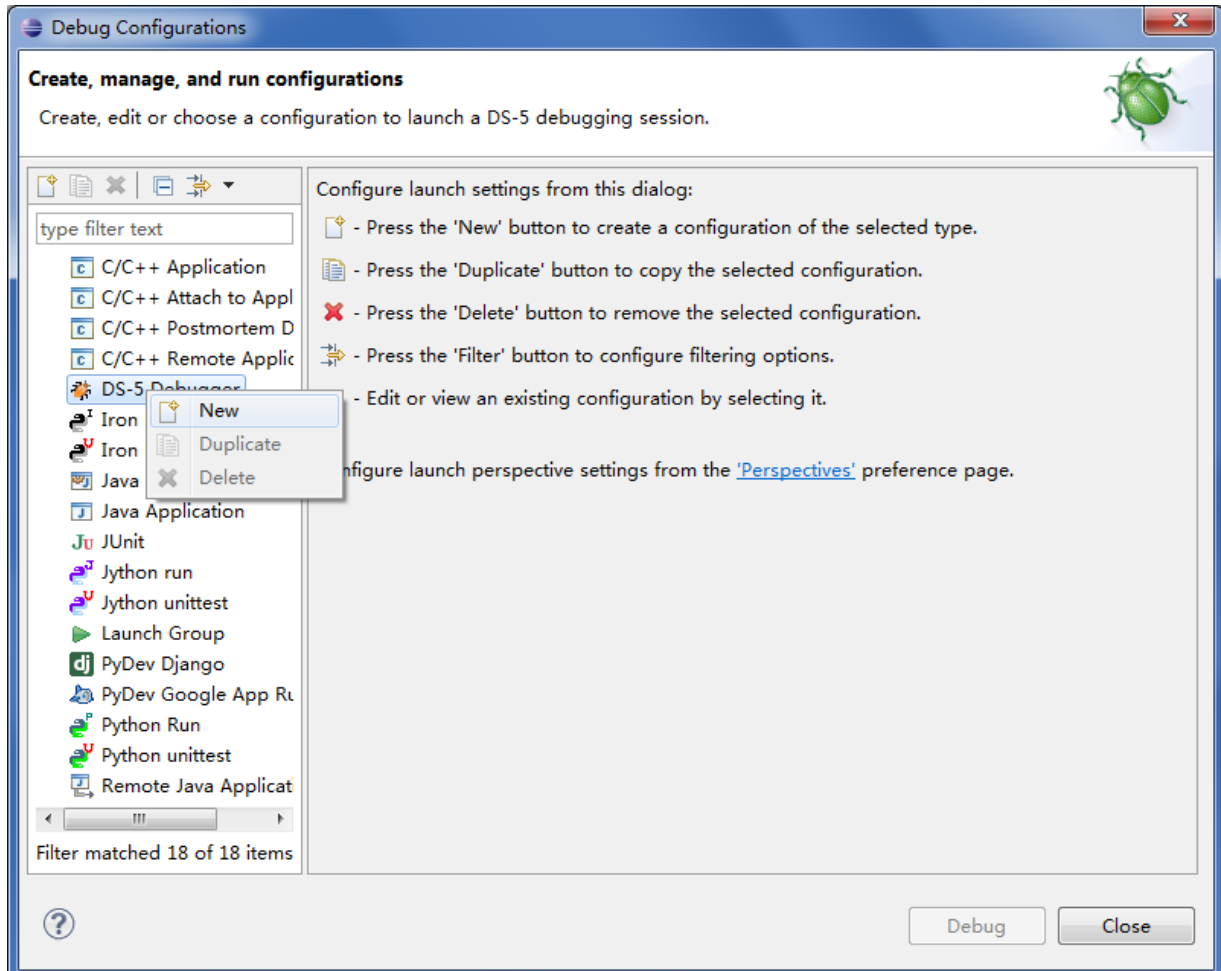 Debug Configurations
Create, manage, and run configurations
Create, edit or choose a configuration to launch a DS-5 debugging session.
type filter text
C/C++ Application
C/C++ Attach to Appl
C/C++ Postmortem D
C/C++ Remote Applic
DS-5 Debugger
Iron
Iron
Java
Java Application
JUnit
Jython run
Jython unittest
Launch Group
PyDev Django
PyDev Google App Ru
Python Run
Python unittest
Remote Java Applicat
Filter matched 18 of 18 items
New
Duplicate
Delete
Configure launch settings from this dialog:
- Press the 'New' button to create a configuration of the selected type.
- Press the 'Duplicate' button to copy the selected configuration.
- Press the 'Delete' button to remove the selected configuration.
- Press the 'Filter' button to configure filtering options.
- Edit or view an existing configuration by selecting it.
nfigure launch perspective settings from the 'Perspectives' preference page.
Debug
Close